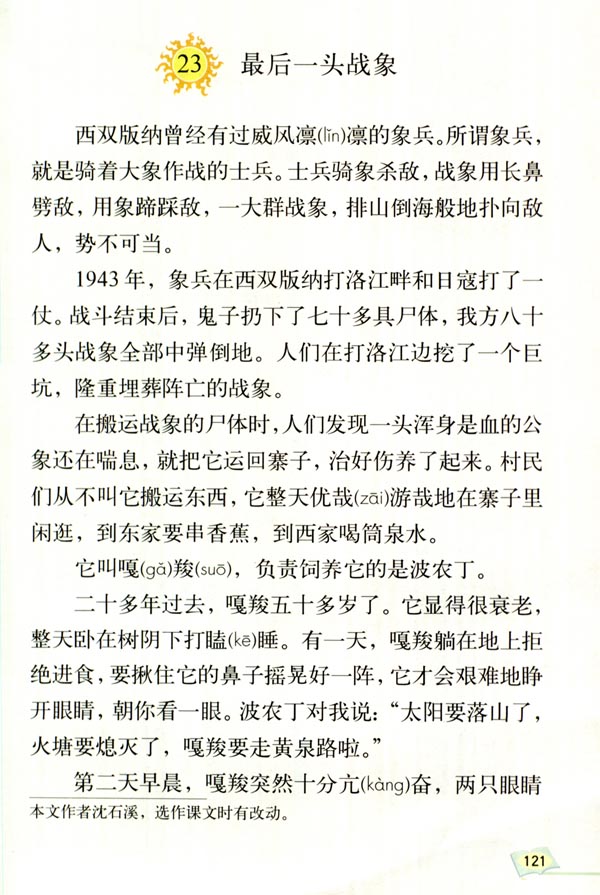 23 最后一头战象
西双版纳曾经有过威风凛(lǐn)凛的象兵。所谓象兵，
就是骑着大象作战的士兵。士兵骑象杀敌，战象用长鼻
劈敌，用象蹄踩敌，一大群战象，排山倒海般地扑向敌
人，势不可当。
1943 年，象兵在西双版纳打洛江畔和日寇打了一
仗。战斗结束后，鬼子扔下了七十多具尸体，我方八十
多头战象全部中弹倒地。人们在打洛江边挖了一个巨
坑，隆重埋葬阵亡的战象。
在搬运战象的尸体时，人们发现一头浑身是血的公
象还在喘息，就把它运回寨子，治好伤养了起来。村民
们从不叫它搬运东西，它整天优哉(zāi)游哉地在寨子里
闲逛，到东家要串香蕉，到西家喝筒泉水。
它叫嘎(gǎ)羧(suō)，负责饲养它的是波农丁。
二十多年过去，嘎羧五十多岁了。它显得很衰老，
整天卧在树阴下打瞌(kē)睡。有一天，嘎羧躺在地上拒
绝进食，要揪住它的鼻子摇晃好一阵，它才会艰难地睁
开眼睛，朝你看一眼。波农丁对我说：“太阳要落山了，
火塘要熄灭了，嘎羧要走黄泉路啦。”
第二天早晨，嘎羧突然十分亢(kàng)奋，两只眼睛
本文作者沈石溪，选作课文时有改动。
121